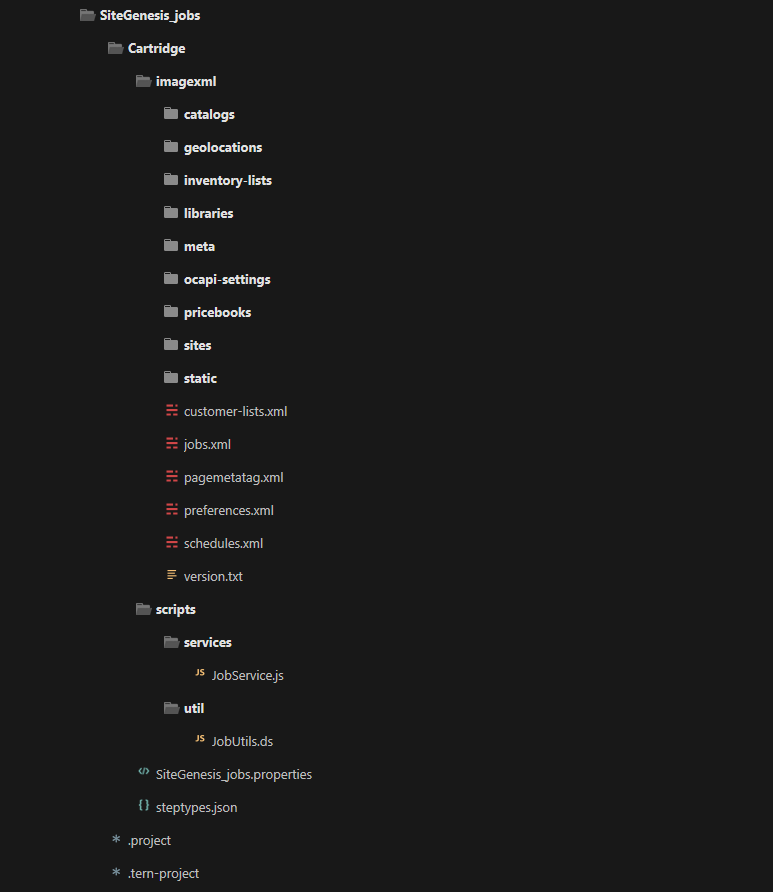 SiteGenesis_jobs
Cartridge
imagexml
catalogs
geolocations
inventory-lists
libraries
meta
ocapi-settings
pricebooks
sites
static
customer-lists.xml
jobs.xml
pagemetatag.xml
preferences.xml
schedules.xml
version.txt
scripts
services
JS JobService.js
util
JS JobUtils.ds
</> SiteGenesis_jobs.properties
{} steptypes.json
* .project
* .tern-project